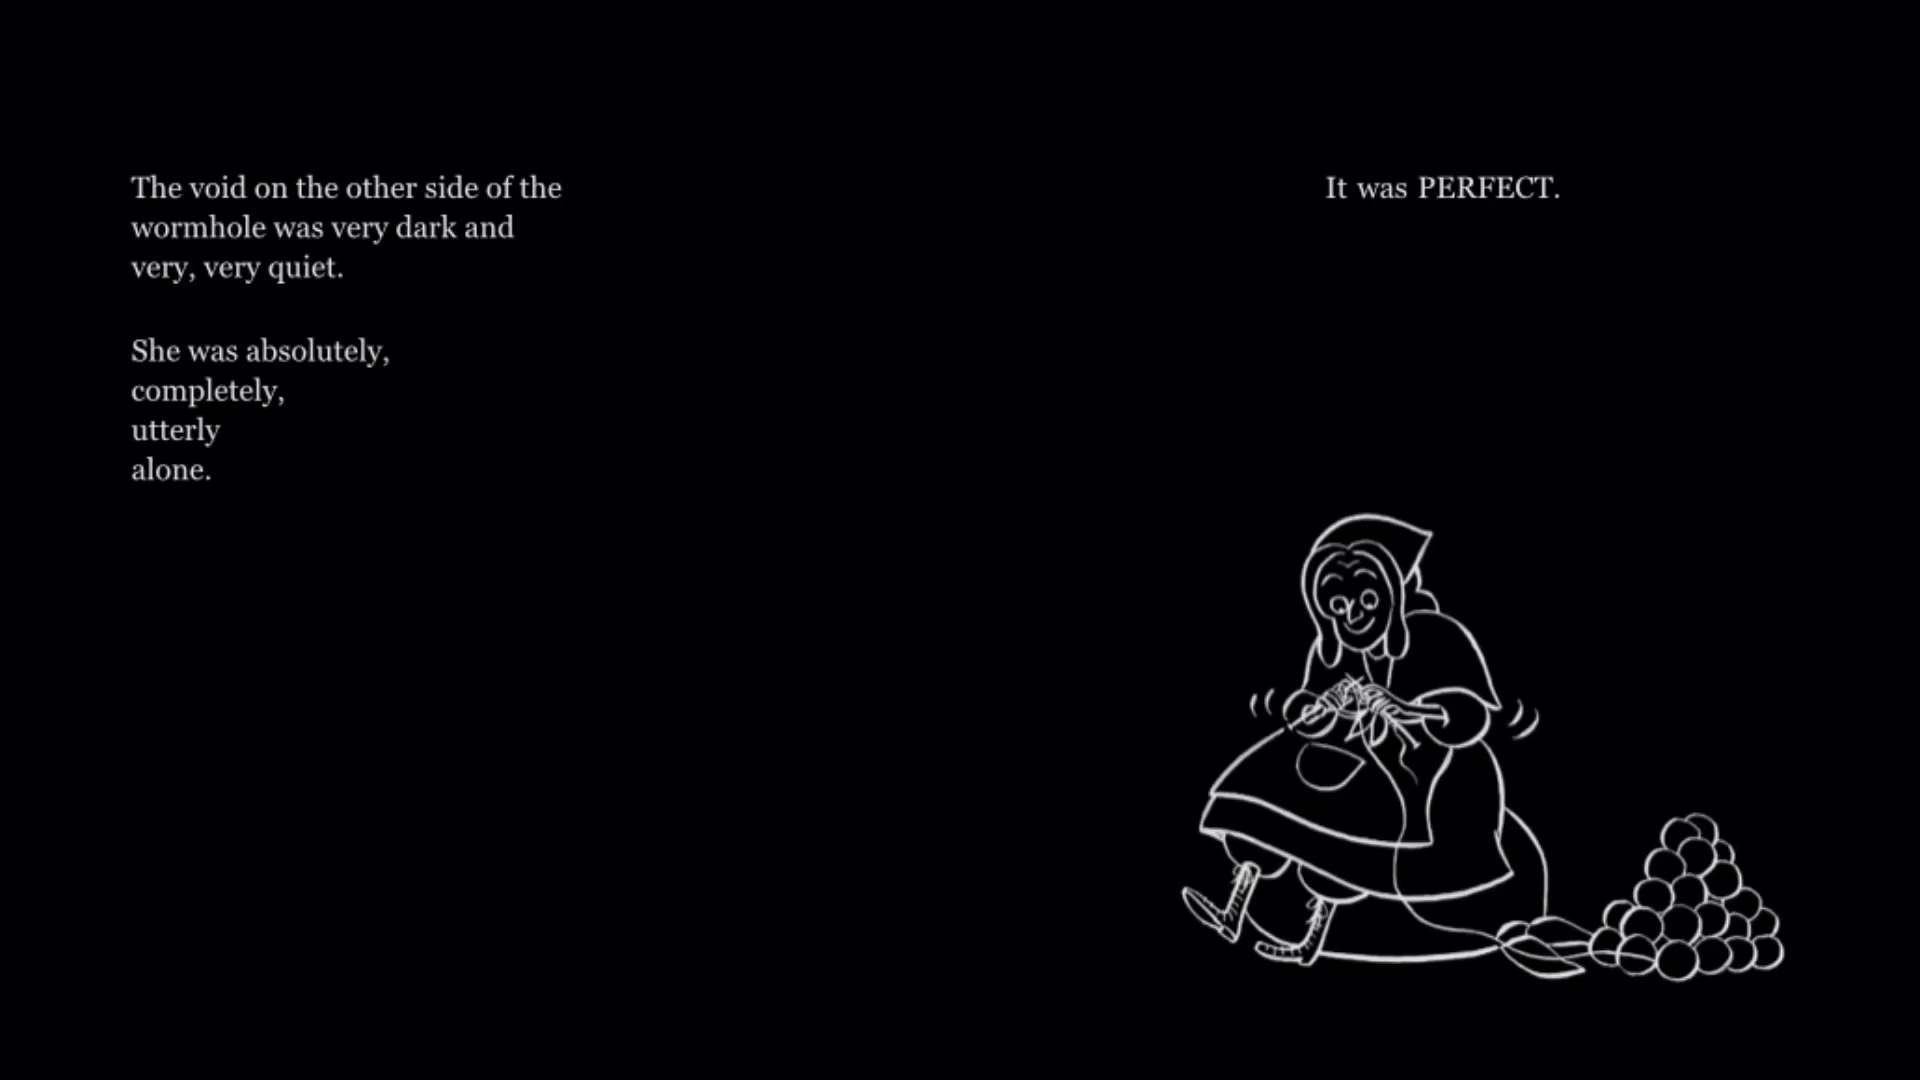 The void on the other side of the
wormhole was very dark and
very, very quiet.
She was absolutely,
completely,
utterly
alone.
It was PERFECT.